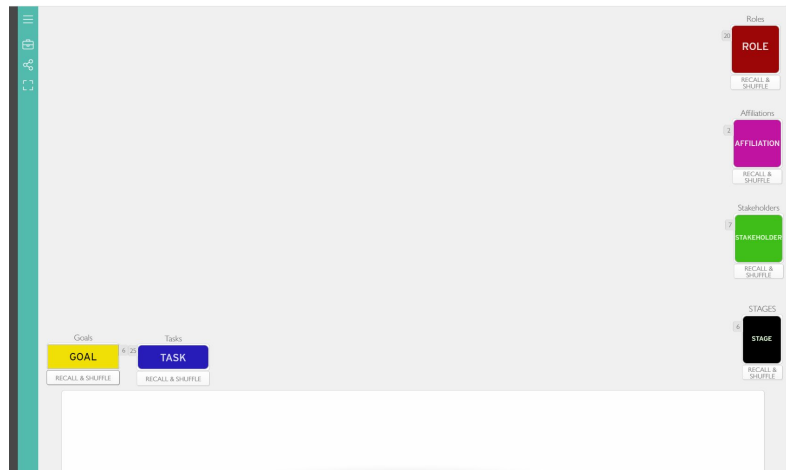 Roles
20
ROLE
RECALL &
SHUFFLE
Affiliations
2
AFFILIATION
RECALL &
SHUFFLE
Stakeholders
7
STAKEHOLDER
RECALL &
SHUFFLE
STAGES
6
STAGE
RECALL &
SHUFFLE
Goals
Tasks
GOAL
6
25
TASK
RECALL & SHUFFLE
RECALL & SHUFFLE